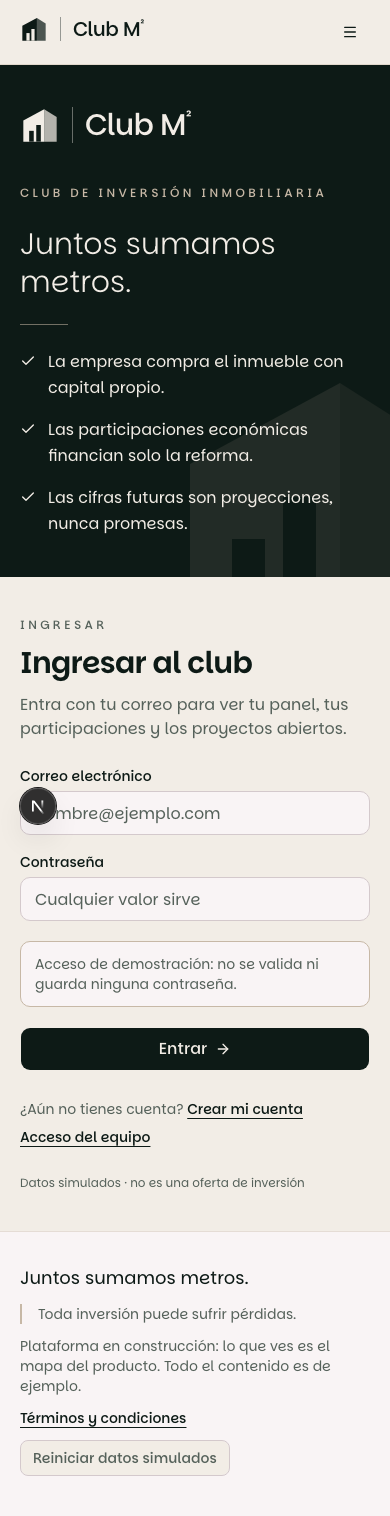 Club M²
Club M²
CLUB DE INVERSIÓN INMOBILIARIA
Juntos sumamos
metros.
La empresa compra el inmueble con
capital propio.
Las participaciones económicas
financian solo la reforma.
Las cifras futuras son proyecciones,
nunca promesas.
INGRESAR
Ingresar al club
Entra con tu correo para ver tu panel, tus
participaciones y los proyectos abiertos.
Correo electrónico
N
mbre@ejemplo.com
Contraseña
Cualquier valor sirve
Acceso de demostración: no se valida ni
guarda ninguna contraseña.
Entrar →
¿Aún no tienes cuenta? Crear mi cuenta
Acceso del equipo
Datos simulados · no es una oferta de inversión
Juntos sumamos metros.
Toda inversión puede sufrir pérdidas.
Plataforma en construcción: lo que ves es el
mapa del producto. Todo el contenido es de
ejemplo.
Términos y condiciones
Reiniciar datos simulados